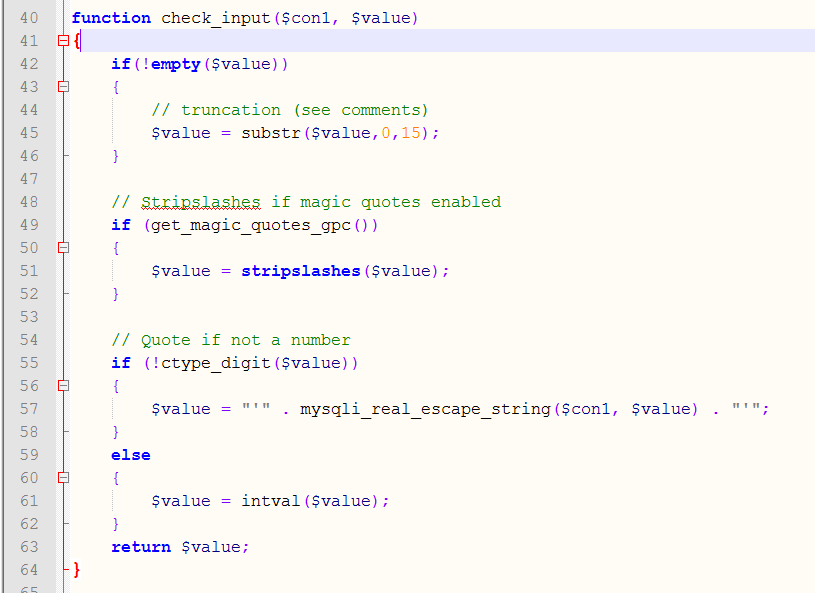 40 function check_input($con1, $value)
41 {
42 if(!empty($value))
43 {
44 // truncation (see comments)
45 $value = substr($value,0,15);
46 }
47
48 // Stripslashes if magic quotes enabled
49 if (get_magic_quotes_gpc())
50 {
51 $value = stripslashes($value);
52 }
53
54 // Quote if not a number
55 if (!ctype_digit($value))
56 {
57 $value = "'" . mysqli_real_escape_string($con1, $value) . "'";
58 }
59 else
60 {
61 $value = intval($value);
62 }
63 return $value;
64 }
65